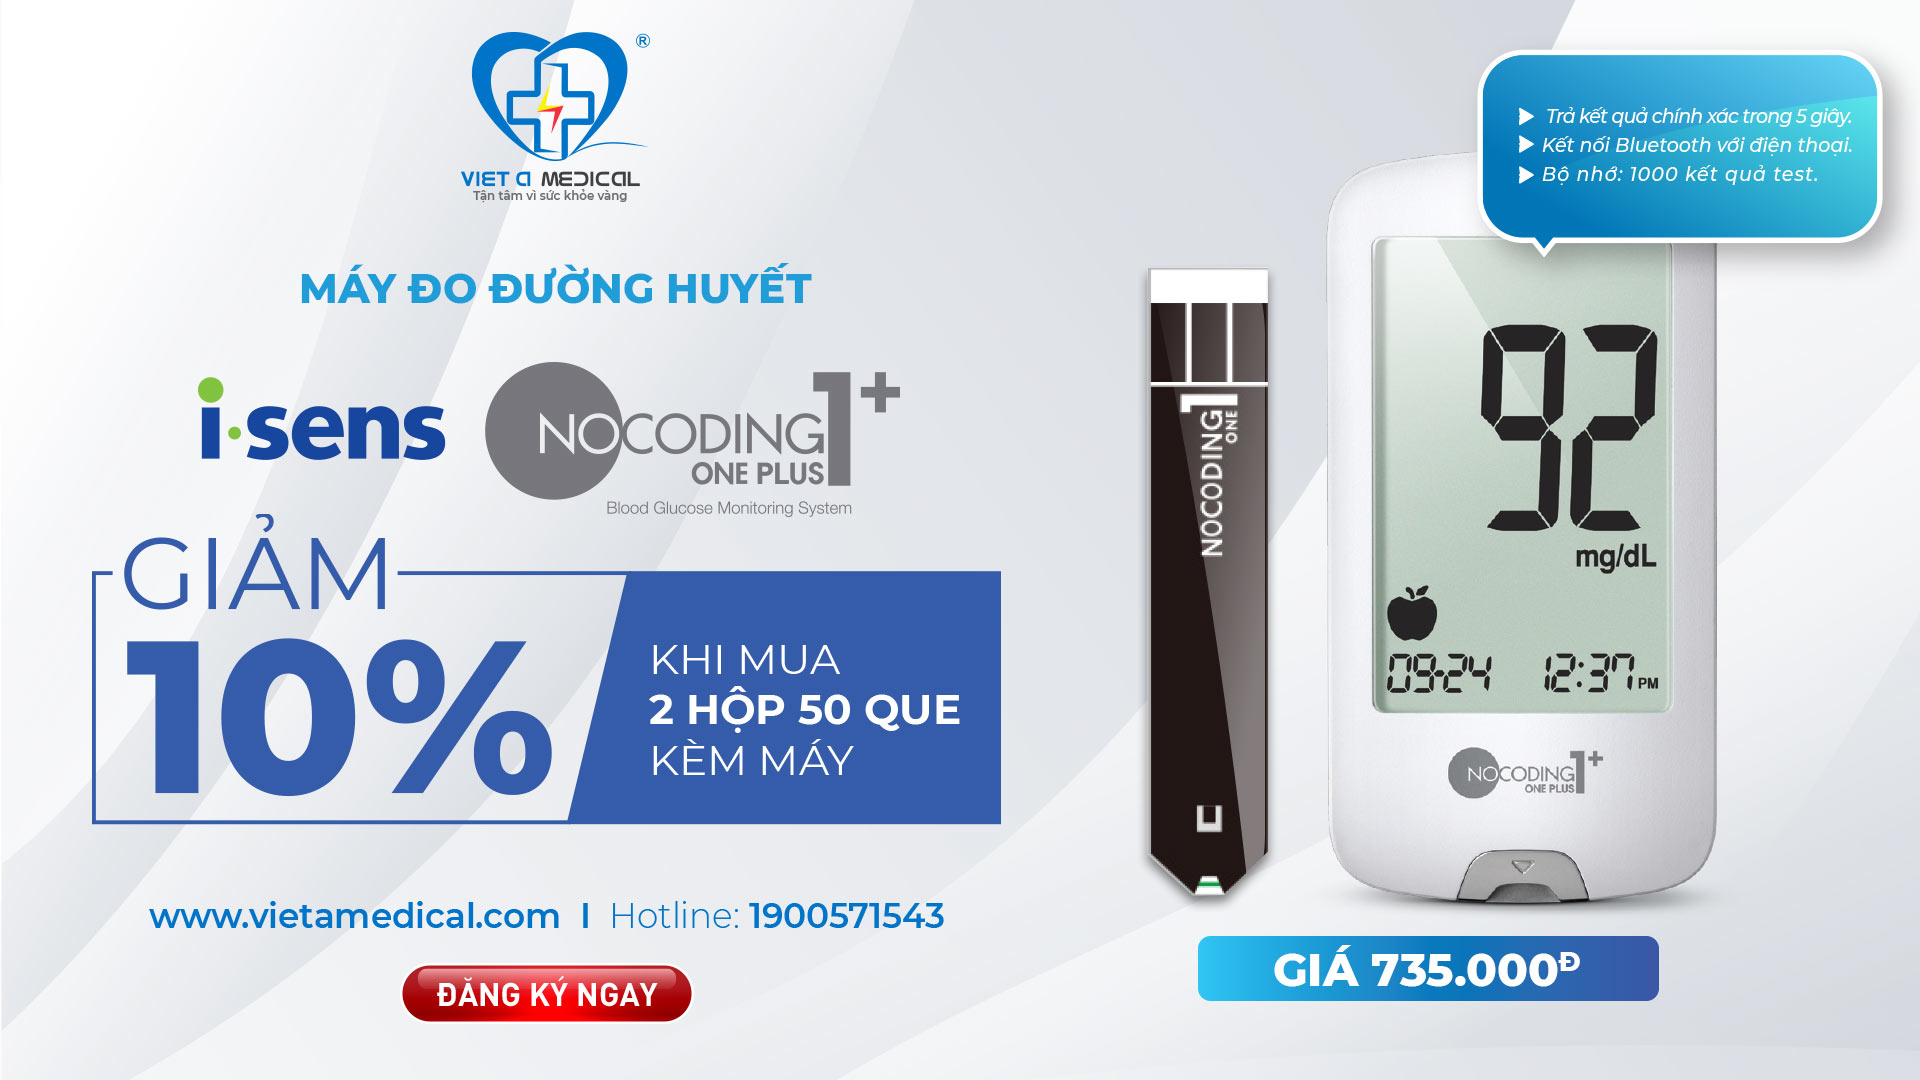 ®
VIET A MEDICAL
Tận tâm vì sức khỏe vàng
MÁY ĐO ĐƯỜNG HUYẾT
i·sens
NOCODING 1+
ONE PLUS
Blood Glucose Monitoring System
GIẢM
10%
KHI MUA
2 HỘP 50 QUE
KÈM MÁY
www.vietamedical.com I Hotline: 1900571543
ĐĂNG KÝ NGAY
Trả kết quả chính xác trong 5 giây.
Kết nối Bluetooth với điện thoại.
Bộ nhớ: 1000 kết quả test.
NOCODING 1
ONE
92
mg/dL
09-24 12:37 PM
NOCODING 1+
ONE PLUS
GIÁ 735.000Đ